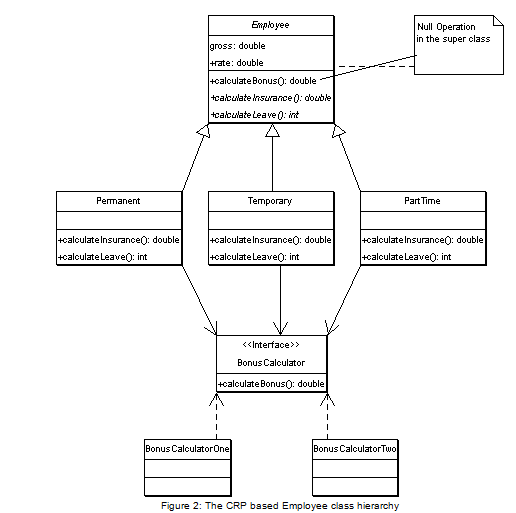 Employee
gross: double
+rate: double
+calculateBonus(): double
+calculateInsurance(): double
+calculateLeave(): int
Null Operation
in the super class
Permanent
+calculateInsurance(): double
+calculateLeave(): int
Temporary
+calculateInsurance(): double
+calculateLeave(): int
PartTime
+calculateInsurance(): double
+calculateLeave(): int
<<Interface>>
BonusCalculator
+calculateBonus(): double
BonusCalculatorOne
BonusCalculatorTwo
Figure 2: The CRP based Employee class hierarchy